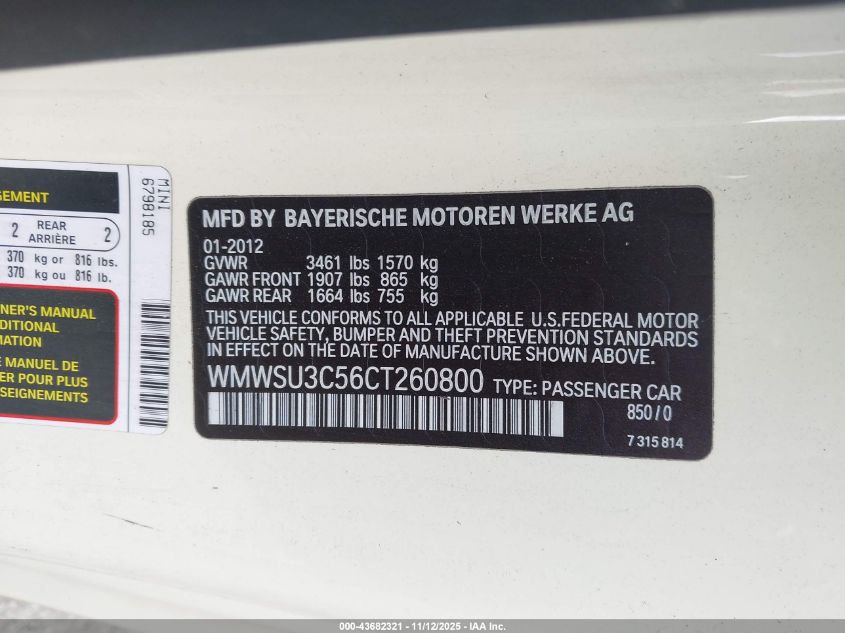 GEMENT
2 REAR ARRIÈRE 2
370 kg or 816 lbs.
370 kg ou 816 lb.
NER'S MANUAL
DITIONAL
MATION
E MANUEL DE
ER POUR PLUS
SEIGNEMENTS
MINI
6798185
MFD BY BAYERISCHE MOTOREN WERKE AG
01-2012
GVWR 3461 lbs 1570 kg
GAWR FRONT 1907 lbs 865 kg
GAWR REAR 1664 lbs 755 kg
THIS VEHICLE CONFORMS TO ALL APPLICABLE U.S.FEDERAL MOTOR
VEHICLE SAFETY, BUMPER AND THEFT PREVENTION STANDARDS
IN EFFECT ON THE DATE OF MANUFACTURE SHOWN ABOVE.
WMWSU3C56CT260800 TYPE: PASSENGER CAR
850/0
7 315 814
000-43682321 - 11/12/2025 - IAA Inc.